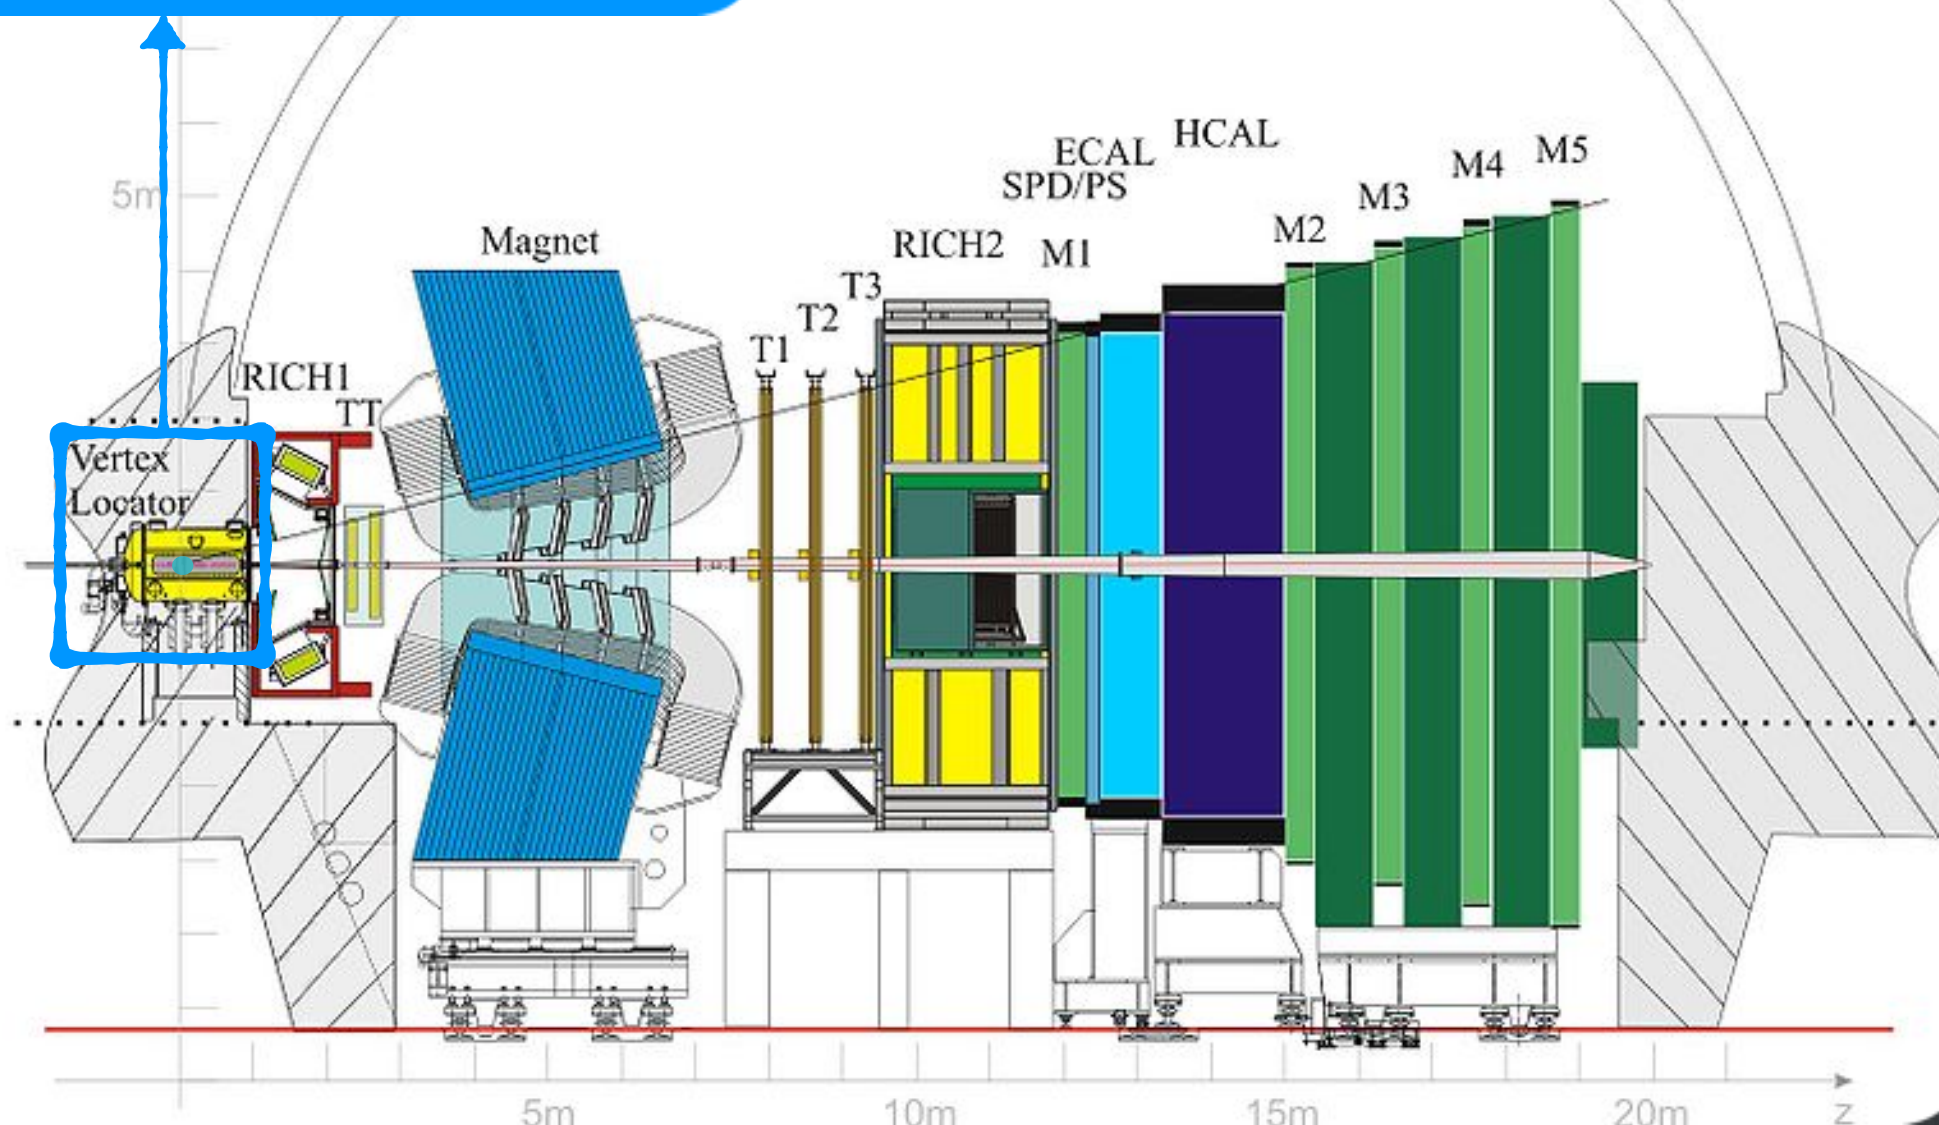 HCAL
ECAL
SPD/PS
M5
M4
M3
M2
5m
Magnet
RICH2
M1
T3
T2
T1
RICH1
TT
Vertex
Locator
5m
10m
15m
20m
z